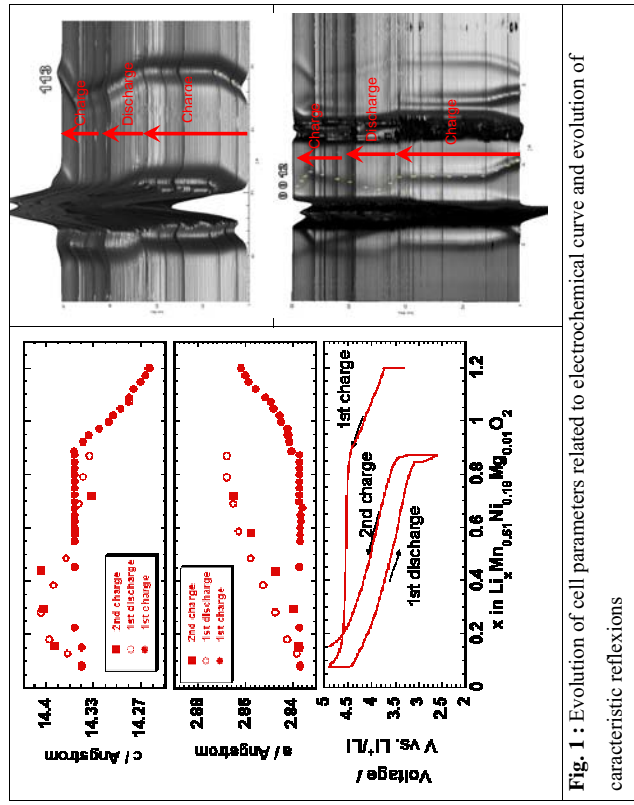 c / Angstrom
14.4
14.33
14.27
2nd charge
1st discharge
1st charge
a / Angstrom
2.88
2.86
2.84
2nd charge
1st discharge
1st charge
Voltage /
V vs. Li⁺/Li
5
4.5
4
3.5
3
2.5
2
1st charge
2nd charge
1st discharge
0
0.2
0.4
0.6
0.8
1
1.2
x in LiₓMn₀.₆₁Ni₀.₁₈Mg₀.₀₁O₂
113
Charge
Discharge
Charge
0 0 12
Charge
Discharge
Charge
Fig. 1 : Evolution of cell parameters related to electrochemical curve and evolution of
caracteristic reflexions